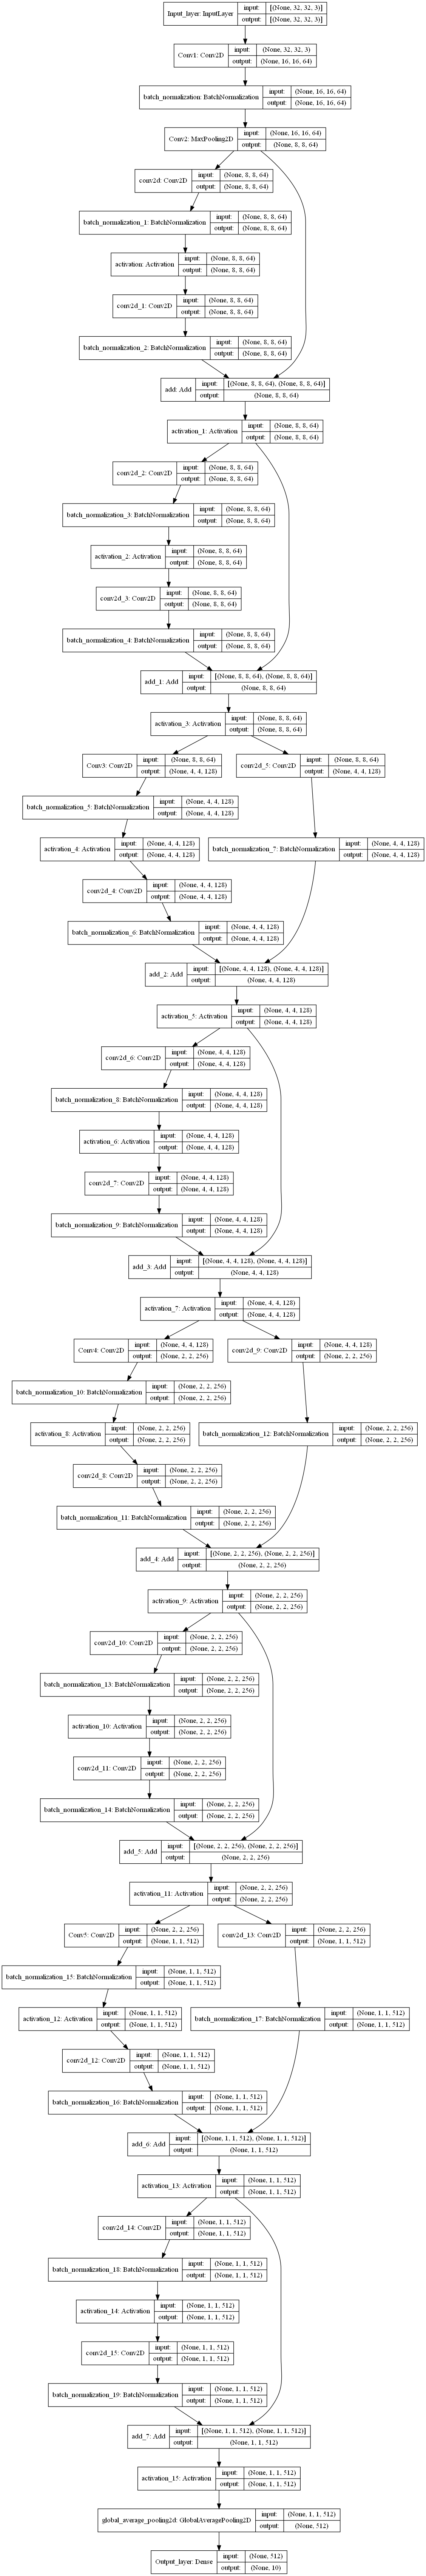 Input_layer: InputLayer input: [(None, 32, 32, 3)]
output: [(None, 32, 32, 3)]
Conv1: Conv2D input: (None, 32, 32, 3)
output: (None, 16, 16, 64)
batch_normalization: BatchNormalization input: (None, 16, 16, 64)
output: (None, 16, 16, 64)
Conv2: MaxPooling2D input: (None, 16, 16, 64)
output: (None, 8, 8, 64)
conv2d: Conv2D input: (None, 8, 8, 64)
output: (None, 8, 8, 64)
batch_normalization_1: BatchNormalization input: (None, 8, 8, 64)
output: (None, 8, 8, 64)
activation: Activation input: (None, 8, 8, 64)
output: (None, 8, 8, 64)
conv2d_1: Conv2D input: (None, 8, 8, 64)
output: (None, 8, 8, 64)
batch_normalization_2: BatchNormalization input: (None, 8, 8, 64)
output: (None, 8, 8, 64)
add: Add input: [(None, 8, 8, 64), (None, 8, 8, 64)]
output: (None, 8, 8, 64)
activation_1: Activation input: (None, 8, 8, 64)
output: (None, 8, 8, 64)
conv2d_2: Conv2D input: (None, 8, 8, 64)
output: (None, 8, 8, 64)
batch_normalization_3: BatchNormalization input: (None, 8, 8, 64)
output: (None, 8, 8, 64)
activation_2: Activation input: (None, 8, 8, 64)
output: (None, 8, 8, 64)
conv2d_3: Conv2D input: (None, 8, 8, 64)
output: (None, 8, 8, 64)
batch_normalization_4: BatchNormalization input: (None, 8, 8, 64)
output: (None, 8, 8, 64)
add_1: Add input: [(None, 8, 8, 64), (None, 8, 8, 64)]
output: (None, 8, 8, 64)
activation_3: Activation input: (None, 8, 8, 64)
output: (None, 8, 8, 64)
Conv3: Conv2D input: (None, 8, 8, 64)
output: (None, 4, 4, 128)
conv2d_5: Conv2D input: (None, 8, 8, 64)
output: (None, 4, 4, 128)
batch_normalization_5: BatchNormalization input: (None, 4, 4, 128)
output: (None, 4, 4, 128)
activation_4: Activation input: (None, 4, 4, 128)
output: (None, 4, 4, 128)
batch_normalization_7: BatchNormalization input: (None, 4, 4, 128)
output: (None, 4, 4, 128)
conv2d_4: Conv2D input: (None, 4, 4, 128)
output: (None, 4, 4, 128)
batch_normalization_6: BatchNormalization input: (None, 4, 4, 128)
output: (None, 4, 4, 128)
add_2: Add input: [(None, 4, 4, 128), (None, 4, 4, 128)]
output: (None, 4, 4, 128)
activation_5: Activation input: (None, 4, 4, 128)
output: (None, 4, 4, 128)
conv2d_6: Conv2D input: (None, 4, 4, 128)
output: (None, 4, 4, 128)
batch_normalization_8: BatchNormalization input: (None, 4, 4, 128)
output: (None, 4, 4, 128)
activation_6: Activation input: (None, 4, 4, 128)
output: (None, 4, 4, 128)
conv2d_7: Conv2D input: (None, 4, 4, 128)
output: (None, 4, 4, 128)
batch_normalization_9: BatchNormalization input: (None, 4, 4, 128)
output: (None, 4, 4, 128)
add_3: Add input: [(None, 4, 4, 128), (None, 4, 4, 128)]
output: (None, 4, 4, 128)
activation_7: Activation input: (None, 4, 4, 128)
output: (None, 4, 4, 128)
Conv4: Conv2D input: (None, 4, 4, 128)
output: (None, 2, 2, 256)
conv2d_9: Conv2D input: (None, 4, 4, 128)
output: (None, 2, 2, 256)
batch_normalization_10: BatchNormalization input: (None, 2, 2, 256)
output: (None, 2, 2, 256)
activation_8: Activation input: (None, 2, 2, 256)
output: (None, 2, 2, 256)
batch_normalization_12: BatchNormalization input: (None, 2, 2, 256)
output: (None, 2, 2, 256)
conv2d_8: Conv2D input: (None, 2, 2, 256)
output: (None, 2, 2, 256)
batch_normalization_11: BatchNormalization input: (None, 2, 2, 256)
output: (None, 2, 2, 256)
add_4: Add input: [(None, 2, 2, 256), (None, 2, 2, 256)]
output: (None, 2, 2, 256)
activation_9: Activation input: (None, 2, 2, 256)
output: (None, 2, 2, 256)
conv2d_10: Conv2D input: (None, 2, 2, 256)
output: (None, 2, 2, 256)
batch_normalization_13: BatchNormalization input: (None, 2, 2, 256)
output: (None, 2, 2, 256)
activation_10: Activation input: (None, 2, 2, 256)
output: (None, 2, 2, 256)
conv2d_11: Conv2D input: (None, 2, 2, 256)
output: (None, 2, 2, 256)
batch_normalization_14: BatchNormalization input: (None, 2, 2, 256)
output: (None, 2, 2, 256)
add_5: Add input: [(None, 2, 2, 256), (None, 2, 2, 256)]
output: (None, 2, 2, 256)
activation_11: Activation input: (None, 2, 2, 256)
output: (None, 2, 2, 256)
Conv5: Conv2D input: (None, 2, 2, 256)
output: (None, 1, 1, 512)
conv2d_13: Conv2D input: (None, 2, 2, 256)
output: (None, 1, 1, 512)
batch_normalization_15: BatchNormalization input: (None, 1, 1, 512)
output: (None, 1, 1, 512)
activation_12: Activation input: (None, 1, 1, 512)
output: (None, 1, 1, 512)
batch_normalization_17: BatchNormalization input: (None, 1, 1, 512)
output: (None, 1, 1, 512)
conv2d_12: Conv2D input: (None, 1, 1, 512)
output: (None, 1, 1, 512)
batch_normalization_16: BatchNormalization input: (None, 1, 1, 512)
output: (None, 1, 1, 512)
add_6: Add input: [(None, 1, 1, 512), (None, 1, 1, 512)]
output: (None, 1, 1, 512)
activation_13: Activation input: (None, 1, 1, 512)
output: (None, 1, 1, 512)
conv2d_14: Conv2D input: (None, 1, 1, 512)
output: (None, 1, 1, 512)
batch_normalization_18: BatchNormalization input: (None, 1, 1, 512)
output: (None, 1, 1, 512)
activation_14: Activation input: (None, 1, 1, 512)
output: (None, 1, 1, 512)
conv2d_15: Conv2D input: (None, 1, 1, 512)
output: (None, 1, 1, 512)
batch_normalization_19: BatchNormalization input: (None, 1, 1, 512)
output: (None, 1, 1, 512)
add_7: Add input: [(None, 1, 1, 512), (None, 1, 1, 512)]
output: (None, 1, 1, 512)
activation_15: Activation input: (None, 1, 1, 512)
output: (None, 1, 1, 512)
global_average_pooling2d: GlobalAveragePooling2D input: (None, 1, 1, 512)
output: (None, 512)
Output_layer: Dense input: (None, 512)
output: (None, 10)